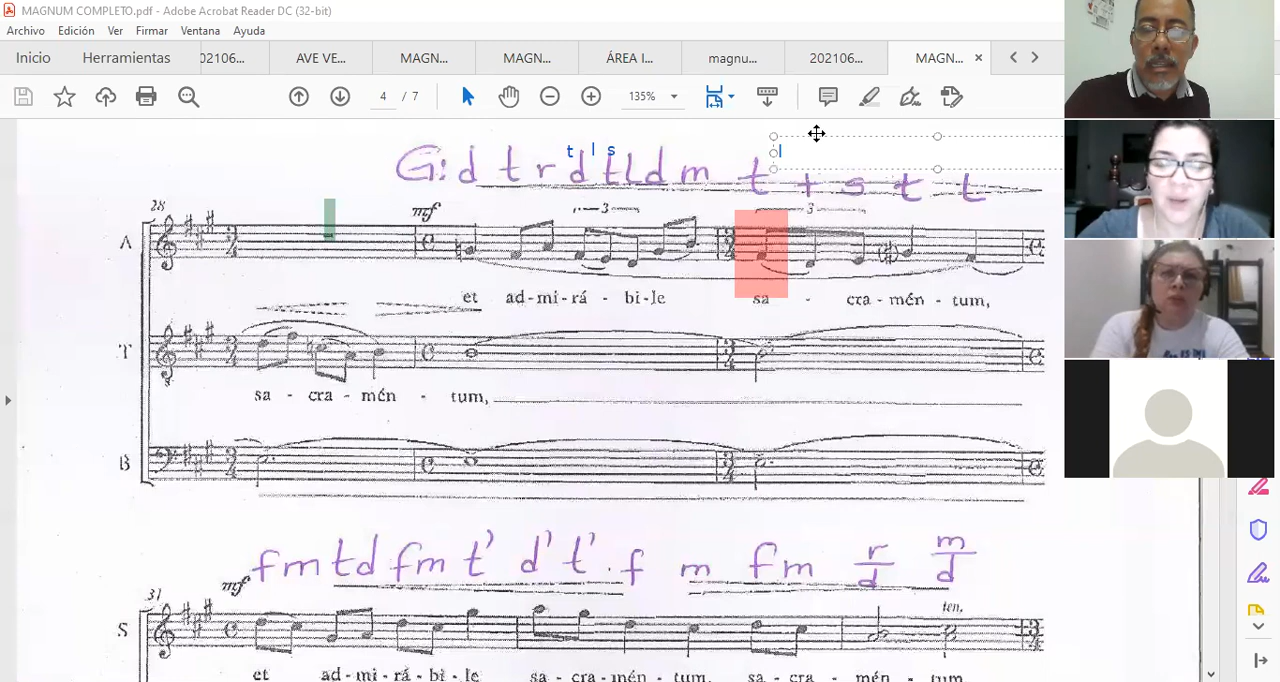 MAGNUM COMPLETO.pdf - Adobe Acrobat Reader DC (32-bit)
Archivo Edición Ver Firmar Ventana Ayuda
Inicio Herramientas 02106... AVE VE... MAGN... MAGN... ÁREA I... magnu... 202106... MAGN... ×
4 / 7 135%
t l s l
G: d t r d t L d m t t s t t
28 mf 3 3
A
et ad - mi - rá - bi - le sa - cra - mén - tum,
T
sa - cra - mén - tum,
B
f m t d f m t' d' t' . f m f m r/d m/d
31 mf ten.
S
et ad - mi - rá - bi - le sa - cra - mén - tum, sa - cra - mén - tum